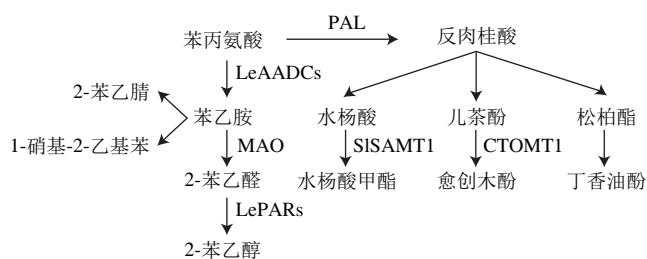 苯丙氨酸 PAL 反肉桂酸
LeAADCs
2-苯乙腈
苯乙胺 水杨酸 儿茶酚 松柏酯
1-硝基-2-乙基苯 MAO SlSAMT1 CTOMT1
2-苯乙醛 水杨酸甲酯 愈创木酚 丁香油酚
LePARs
2-苯乙醇